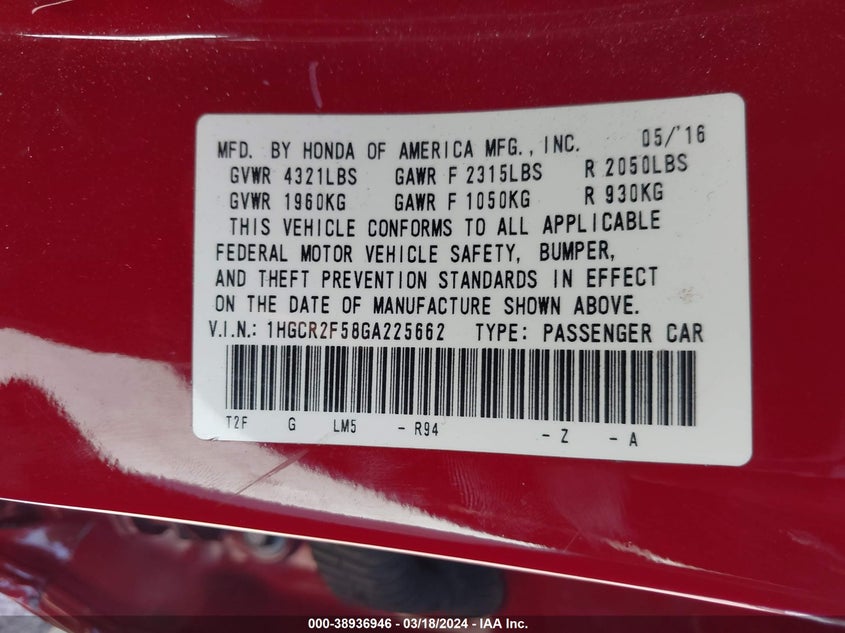 MFD. BY HONDA OF AMERICA MFG., INC. 05/'16
GVWR 4321LBS GAWR F 2315LBS R 2050LBS
GVWR 1960KG GAWR F 1050KG R 930KG
THIS VEHICLE CONFORMS TO ALL APPLICABLE
FEDERAL MOTOR VEHICLE SAFETY, BUMPER,
AND THEFT PREVENTION STANDARDS IN EFFECT
ON THE DATE OF MANUFACTURE SHOWN ABOVE.
V.I.N.: 1HGCR2F58GA225662 TYPE: PASSENGER CAR
T2F G LM5 - R94 - Z - A
000-38936946 - 03/18/2024 - IAA Inc.